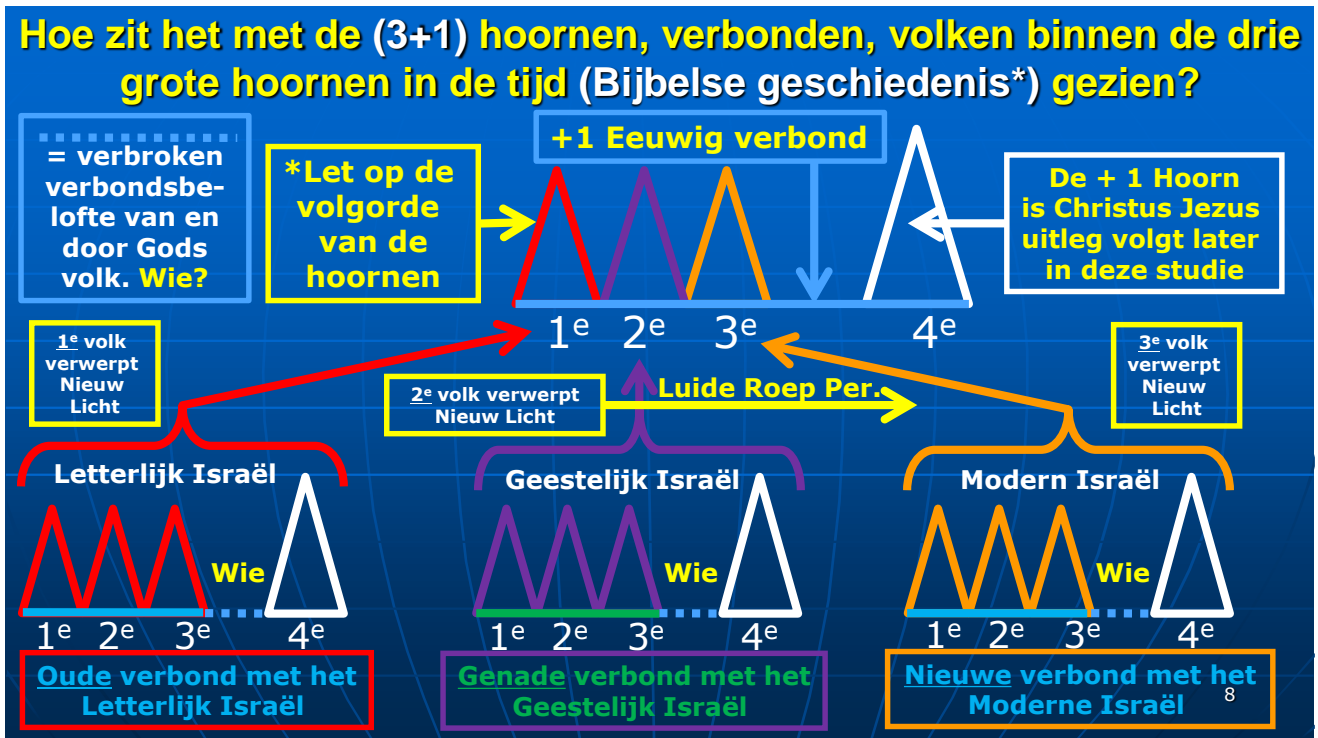 Hoe zit het met de (3+1) hoornen, verbonden, volken binnen de drie
grote hoornen in de tijd (Bijbelse geschiedenis*) gezien?
= verbroken
verbondsbe-
lofte van en
door Gods
volk. Wie?
*Let op de
volgorde
van de
hoornen
+1 Eeuwig verbond
De + 1 Hoorn
is Christus Jezus
uitleg volgt later
in deze studie
1e 2e 3e 4e
1e volk
verwerpt
Nieuw
Licht
2e volk verwerpt
Nieuw Licht
Luide Roep Per.
3e volk
verwerpt
Nieuw
Licht
Letterlijk Israël
Wie
1e 2e 3e 4e
Oude verbond met het
Letterlijk Israël
Geestelijk Israël
Wie
1e 2e 3e 4e
Genade verbond met het
Geestelijk Israël
Modern Israël
Wie
1e 2e 3e 4e
Nieuwe verbond met het
Moderne Israël
8